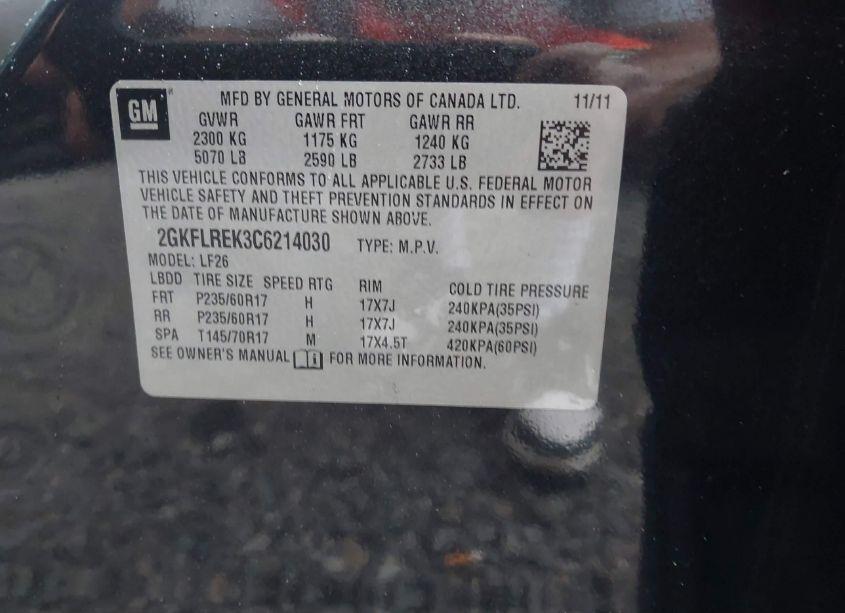 GM
MFD BY GENERAL MOTORS OF CANADA LTD. 11/11
GVWR GAWR FRT GAWR RR
2300 KG 1175 KG 1240 KG
5070 LB 2590 LB 2733 LB
THIS VEHICLE CONFORMS TO ALL APPLICABLE U.S. FEDERAL MOTOR
VEHICLE SAFETY AND THEFT PREVENTION STANDARDS IN EFFECT ON
THE DATE OF MANUFACTURE SHOWN ABOVE.
2GKFLREK3C6214030 TYPE: M.P.V.
MODEL: LF26
LBDD TIRE SIZE SPEED RTG RIM COLD TIRE PRESSURE
FRT P235/60R17 H 17X7J 240KPA(35PSI)
RR P235/60R17 H 17X7J 240KPA(35PSI)
SPA T145/70R17 M 17X4.5T 420KPA(60PSI)
SEE OWNER'S MANUAL FOR MORE INFORMATION.